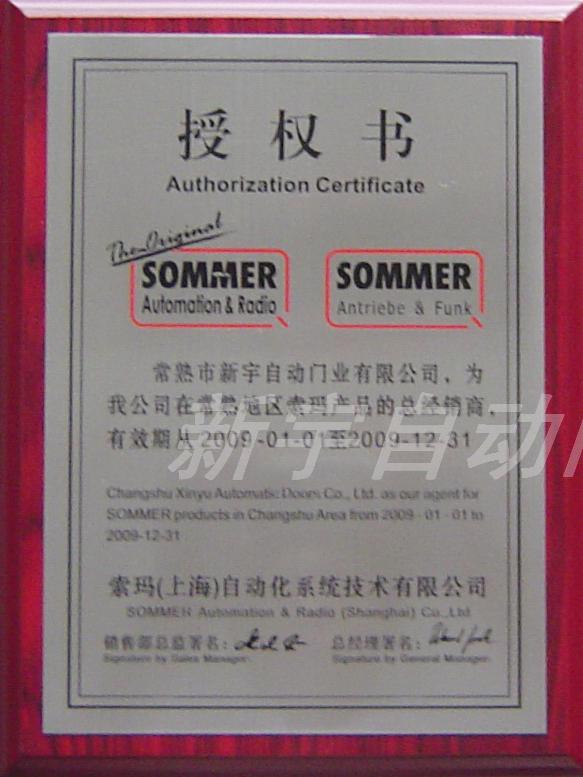 授权书
Authorization Certificate
The Original
SOMMER
Automation & Radio
SOMMER
Antriebe & Funk
常熟市新宇自动门业有限公司，为
我公司在常熟地区索玛产品的总经销商，
有效期从2009-01-01至2009-12-31
新宇自动
Changshu Xinyu Automatic Doors Co., Ltd. as our agent for
SOMMER products in Changshu Area from 2009 - 01 - 01 to
2009-12-31
索玛(上海)自动化系统技术有限公司
SOMMER Automation & Radio (Shanghai) Co.,Ltd
销售部总监署名：
Signature by Sales Manager:
总经理署名：
Signature by General Manager: